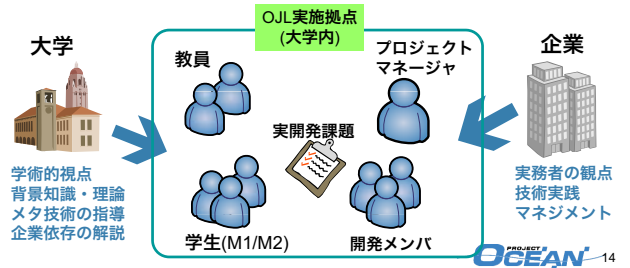 OJL実施拠点
(大学内)
大学
企業
教員
プロジェクト
マネージャ
実開発課題
学術的視点
背景知識・理論
メタ技術の指導
企業依存の解説
実務者の観点
技術実践
マネジメント
学生(M1/M2)
開発メンバ
PROJECT
OCEAN
14